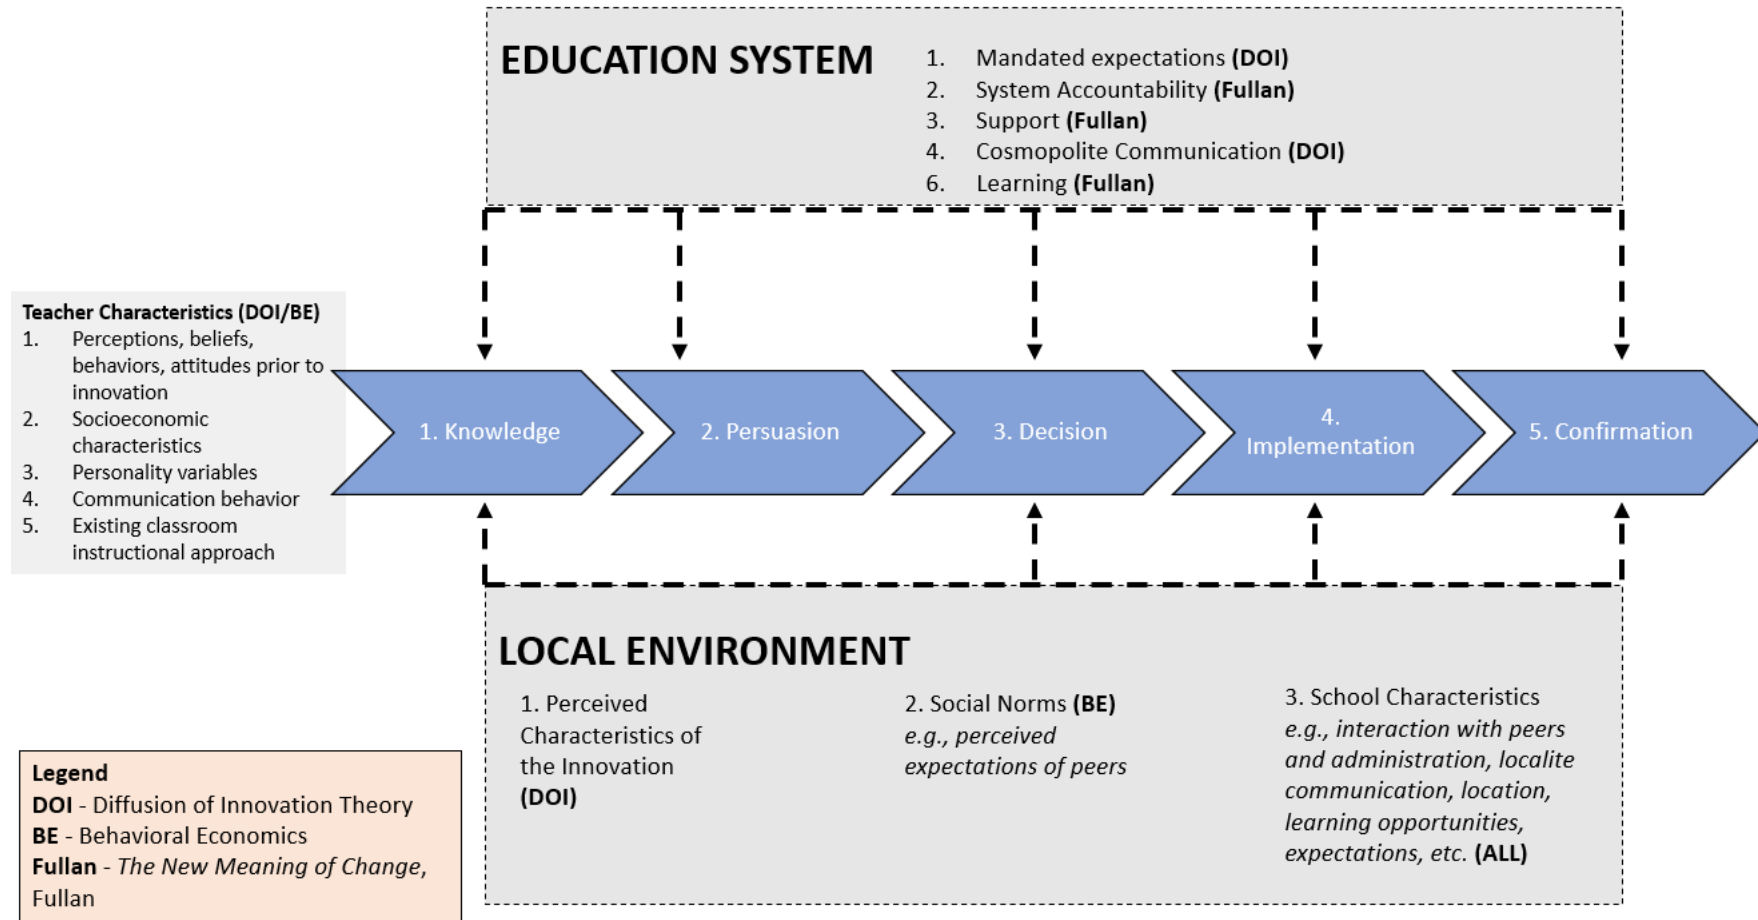 EDUCATION SYSTEM
1. Mandated expectations (DOI)
2. System Accountability (Fullan)
3. Support (Fullan)
4. Cosmopolite Communication (DOI)
6. Learning (Fullan)
Teacher Characteristics (DOI/BE)
1. Perceptions, beliefs,
behaviors, attitudes prior to
innovation
2. Socioeconomic
characteristics
3. Personality variables
4. Communication behavior
5. Existing classroom
instructional approach
1. Knowledge
2. Persuasion
3. Decision
4.
Implementation
5. Confirmation
LOCAL ENVIRONMENT
1. Perceived
Characteristics of
the Innovation
(DOI)
2. Social Norms (BE)
e.g., perceived
expectations of peers
3. School Characteristics
e.g., interaction with peers
and administration, localite
communication, location,
learning opportunities,
expectations, etc. (ALL)
Legend
DOI - Diffusion of Innovation Theory
BE - Behavioral Economics
Fullan - The New Meaning of Change,
Fullan